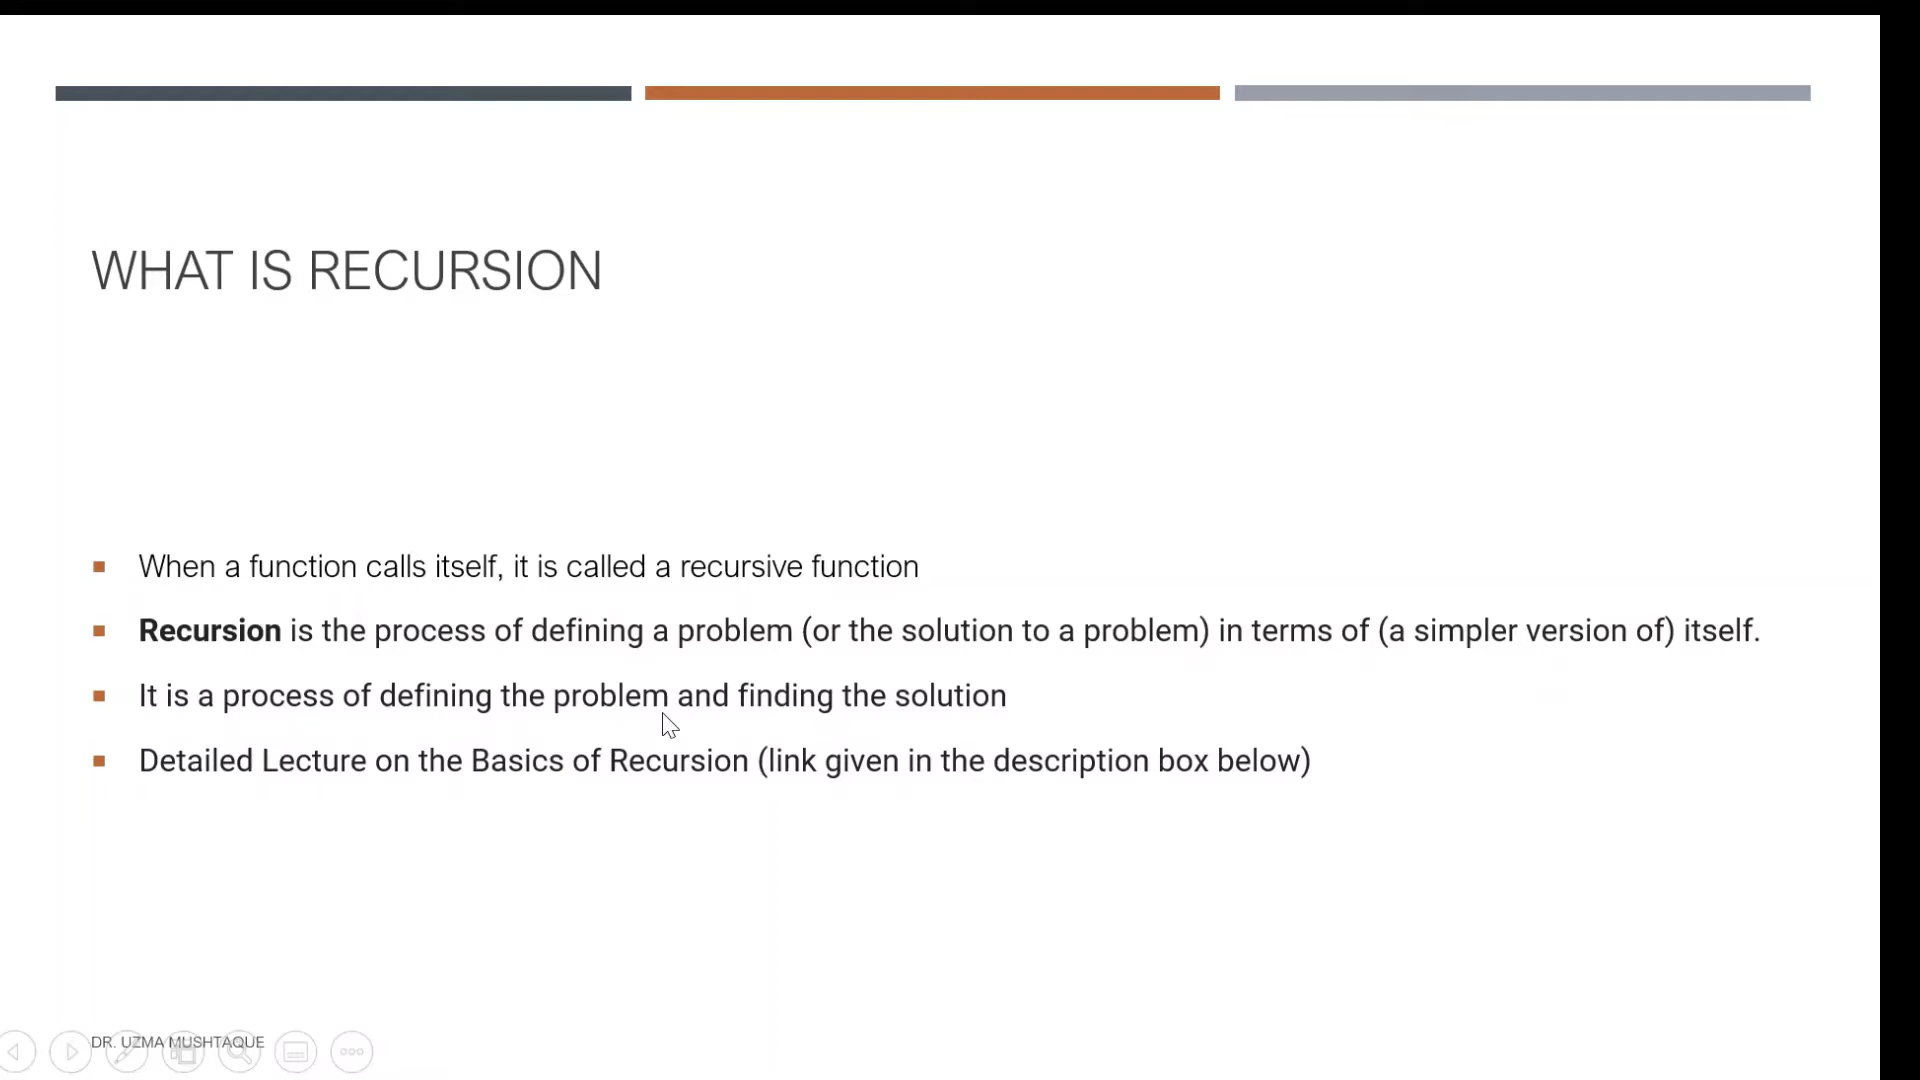 WHAT IS RECURSION
When a function calls itself, it is called a recursive function
Recursion is the process of defining a problem (or the solution to a problem) in terms of (a simpler version of) itself.
It is a process of defining the problem and finding the solution
Detailed Lecture on the Basics of Recursion (link given in the description box below)
DR. UZMA MUSHTAQUE